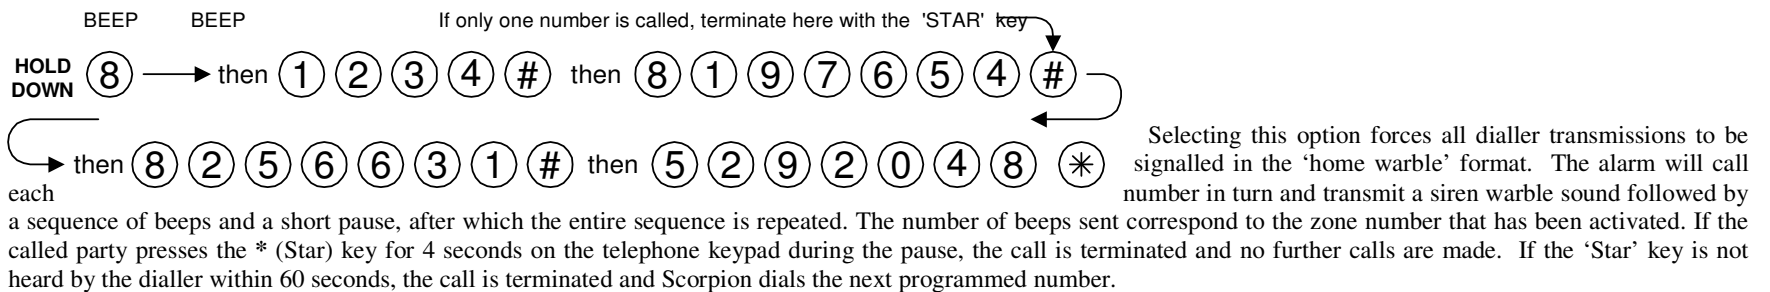 BEEP BEEP If only one number is called, terminate here with the 'STAR' key
HOLD DOWN 8 then 1 2 3 4 # then 8 1 9 7 6 5 4 #
then 8 2 5 6 6 3 1 # then 5 2 9 2 0 4 8 *
Selecting this option forces all dialler transmissions to be
signalled in the ‘home warble’ format. The alarm will call
each number in turn and transmit a siren warble sound followed by
a sequence of beeps and a short pause, after which the entire sequence is repeated. The number of beeps sent correspond to the zone number that has been activated. If the
called party presses the * (Star) key for 4 seconds on the telephone keypad during the pause, the call is terminated and no further calls are made. If the ‘Star’ key is not
heard by the dialler within 60 seconds, the call is terminated and Scorpion dials the next programmed number.